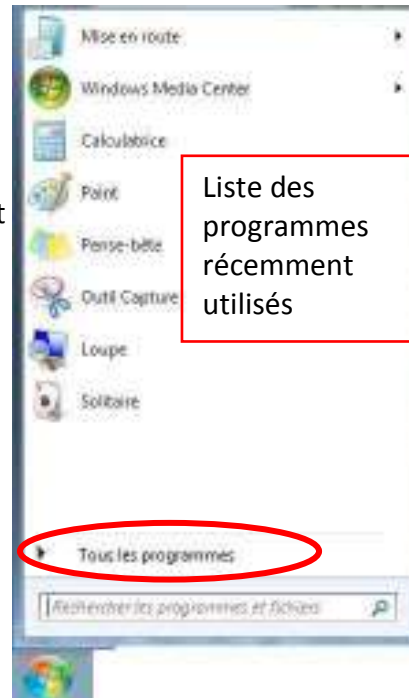 Mise en route
Windows Media Center
Calculatrice
Paint
t
Pense-bête
Outil Capture
Loupe
Solitaire
Liste des
programmes
récemment
utilisés
Tous les programmes
Rechercher les programmes et fichiers